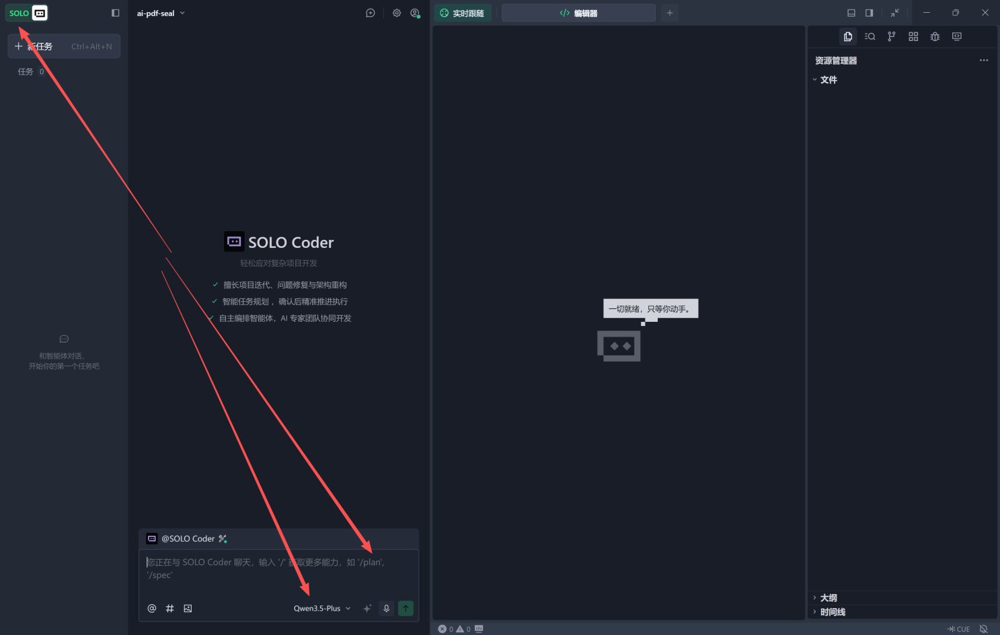 SOLO
新任务 Ctrl+Alt+N
任务 0
和智能体对话，
开始你的第一个任务吧
ai-pdf-seal
SOLO Coder
轻松应对复杂项目开发
擅长项目迭代、问题修复与架构重构
智能任务规划，确认后精准推进执行
自主编排智能体，AI 专家团队协同开发
@SOLO Coder
您正在与 SOLO Coder 聊天，输入 '/' 获取更多能力，如 '/plan',
'/spec'
Qwen3.5-Plus
实时跟随
编辑器
一切就绪，只等你动手。
资源管理器
文件
大纲
时间线
0 0
CUE